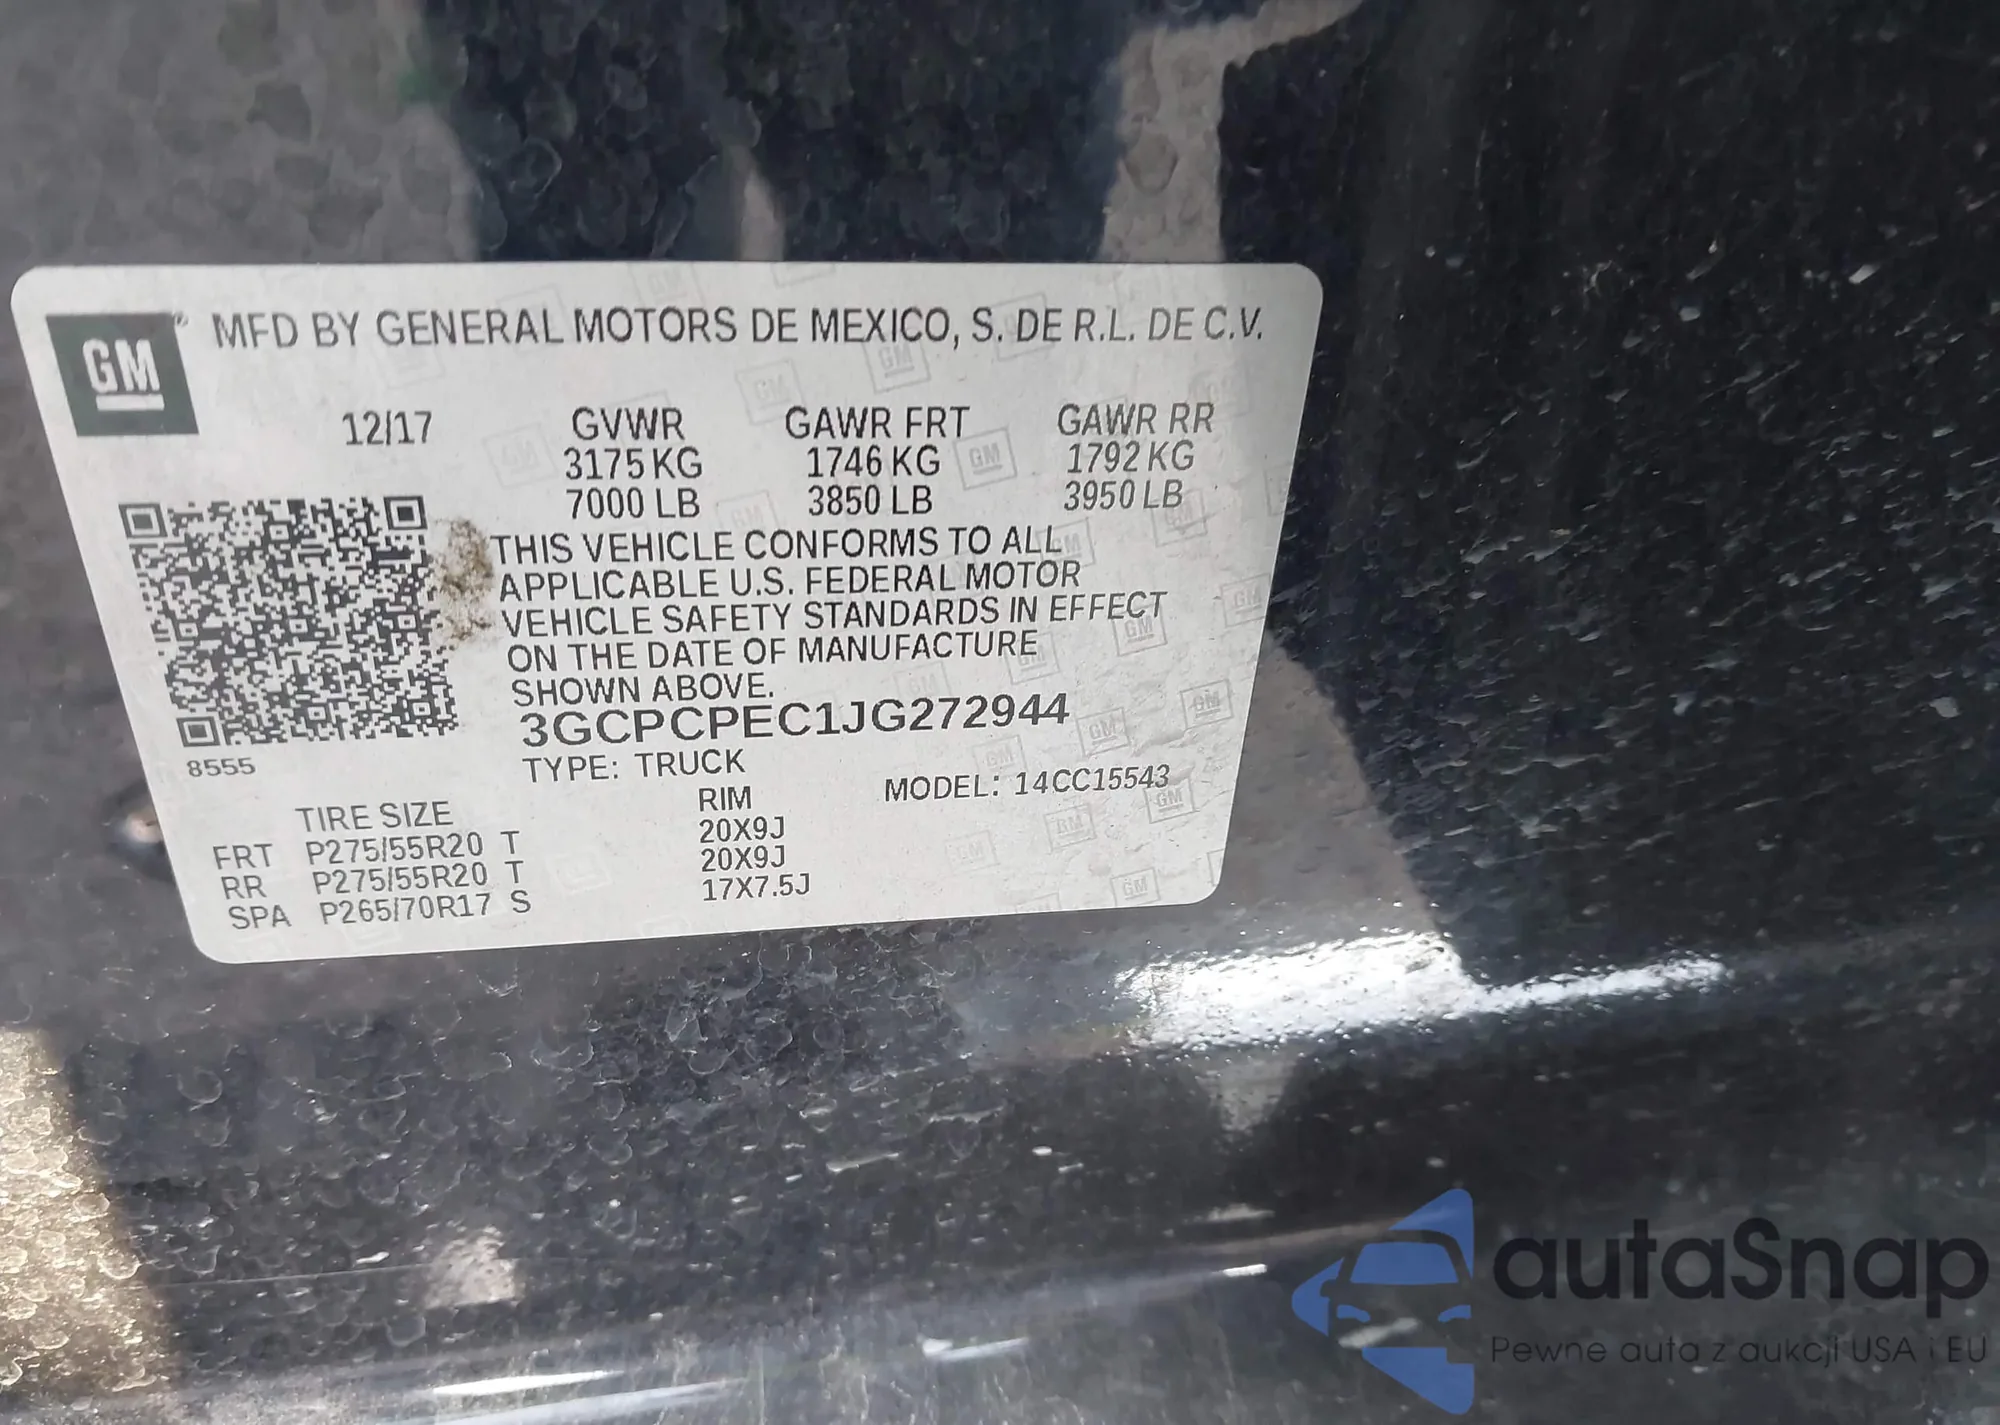 GM ® MFD BY GENERAL MOTORS DE MEXICO, S. DE R.L. DE C.V.
12/17 GVWR GAWR FRT GAWR RR
3175 KG 1746 KG 1792 KG
7000 LB 3850 LB 3950 LB
THIS VEHICLE CONFORMS TO ALL
APPLICABLE U.S. FEDERAL MOTOR
VEHICLE SAFETY STANDARDS IN EFFECT
ON THE DATE OF MANUFACTURE
SHOWN ABOVE.
3GCPCPEC1JG272944
8555 TYPE: TRUCK MODEL: 14CC15543
TIRE SIZE RIM
FRT P275/55R20 T 20X9J
RR P275/55R20 T 20X9J
SPA P265/70R17 S 17X7.5J
autaSnap
Pewne auta z aukcji USA i EU